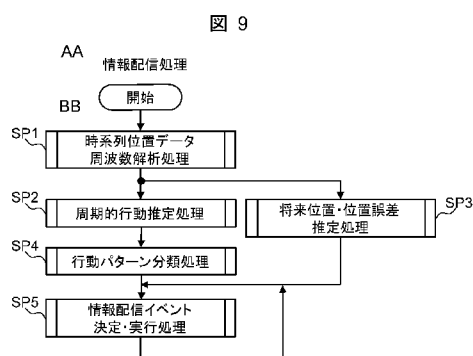 図 9
AA
情報配信処理
BB
開始
SP1
時系列位置データ
周波数解析処理
SP2
周期的行動推定処理
SP3
将来位置・位置誤差
推定処理
SP4
行動パターン分類処理
SP5
情報配信イベント
決定・実行処理